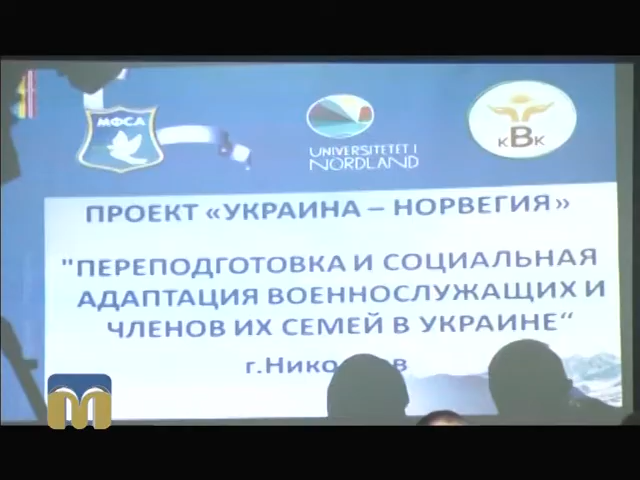 МФСА
UNIVERSITETET I
NORDLAND
КВК
ПРОЕКТ «УКРАИНА – НОРВЕГИЯ»
"ПЕРЕПОДГОТОВКА И СОЦИАЛЬНАЯ
АДАПТАЦИЯ ВОЕННОСЛУЖАЩИХ И
ЧЛЕНОВ ИХ СЕМЕЙ В УКРАИНЕ“
г.
М